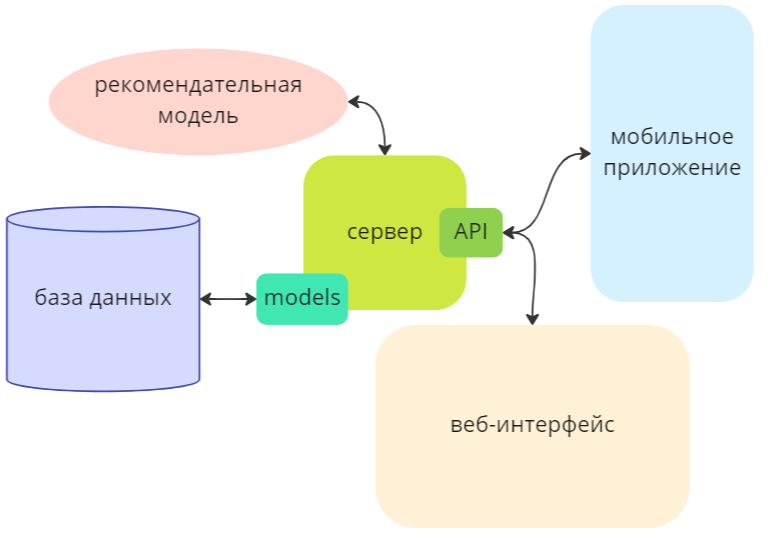 рекомендательная
модель
мобильное
приложение
сервер
API
база данных
models
веб-интерфейс